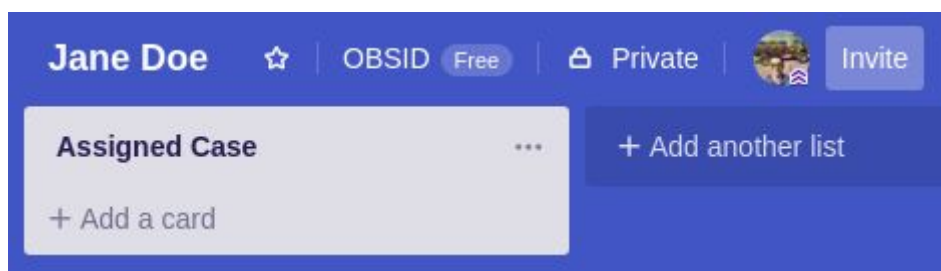 Jane Doe OBSID Free Private Invite
Assigned Case ... + Add another list
+ Add a card